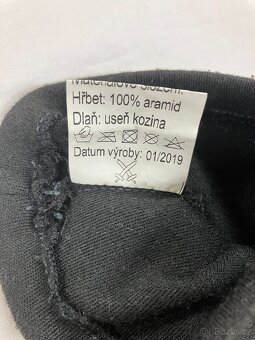 Materiálové složení:
Hřbet: 100% aramid
Dlaň: useň kozina
Datum výroby: 01/2019